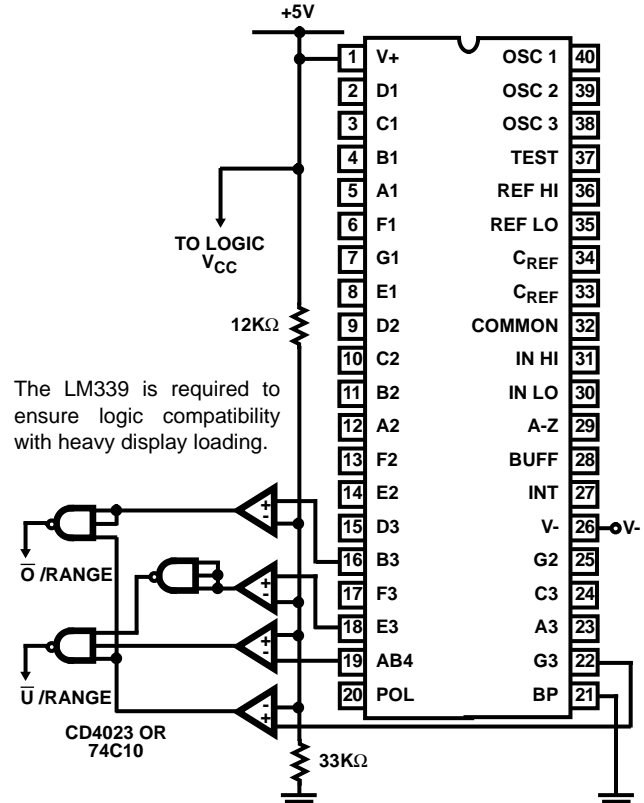 +5V
1 V+ OSC 1 40
2 D1 OSC 2 39
3 C1 OSC 3 38
4 B1 TEST 37
5 A1 REF HI 36
6 F1 REF LO 35
TO LOGIC
VCC
7 G1 CREF 34
8 E1 CREF 33
12KΩ
9 D2 COMMON 32
10 C2 IN HI 31
11 B2 IN LO 30
12 A2 A-Z 29
13 F2 BUFF 28
14 E2 INT 27
15 D3 V- 26 V-
16 B3 G2 25
17 F3 C3 24
18 E3 A3 23
19 AB4 G3 22
20 POL BP 21
The LM339 is required to
ensure logic compatibility
with heavy display loading.
+
-
O̅ /RANGE
+
-
+
-
U̅ /RANGE
-
+
CD4023 OR
74C10
33KΩ